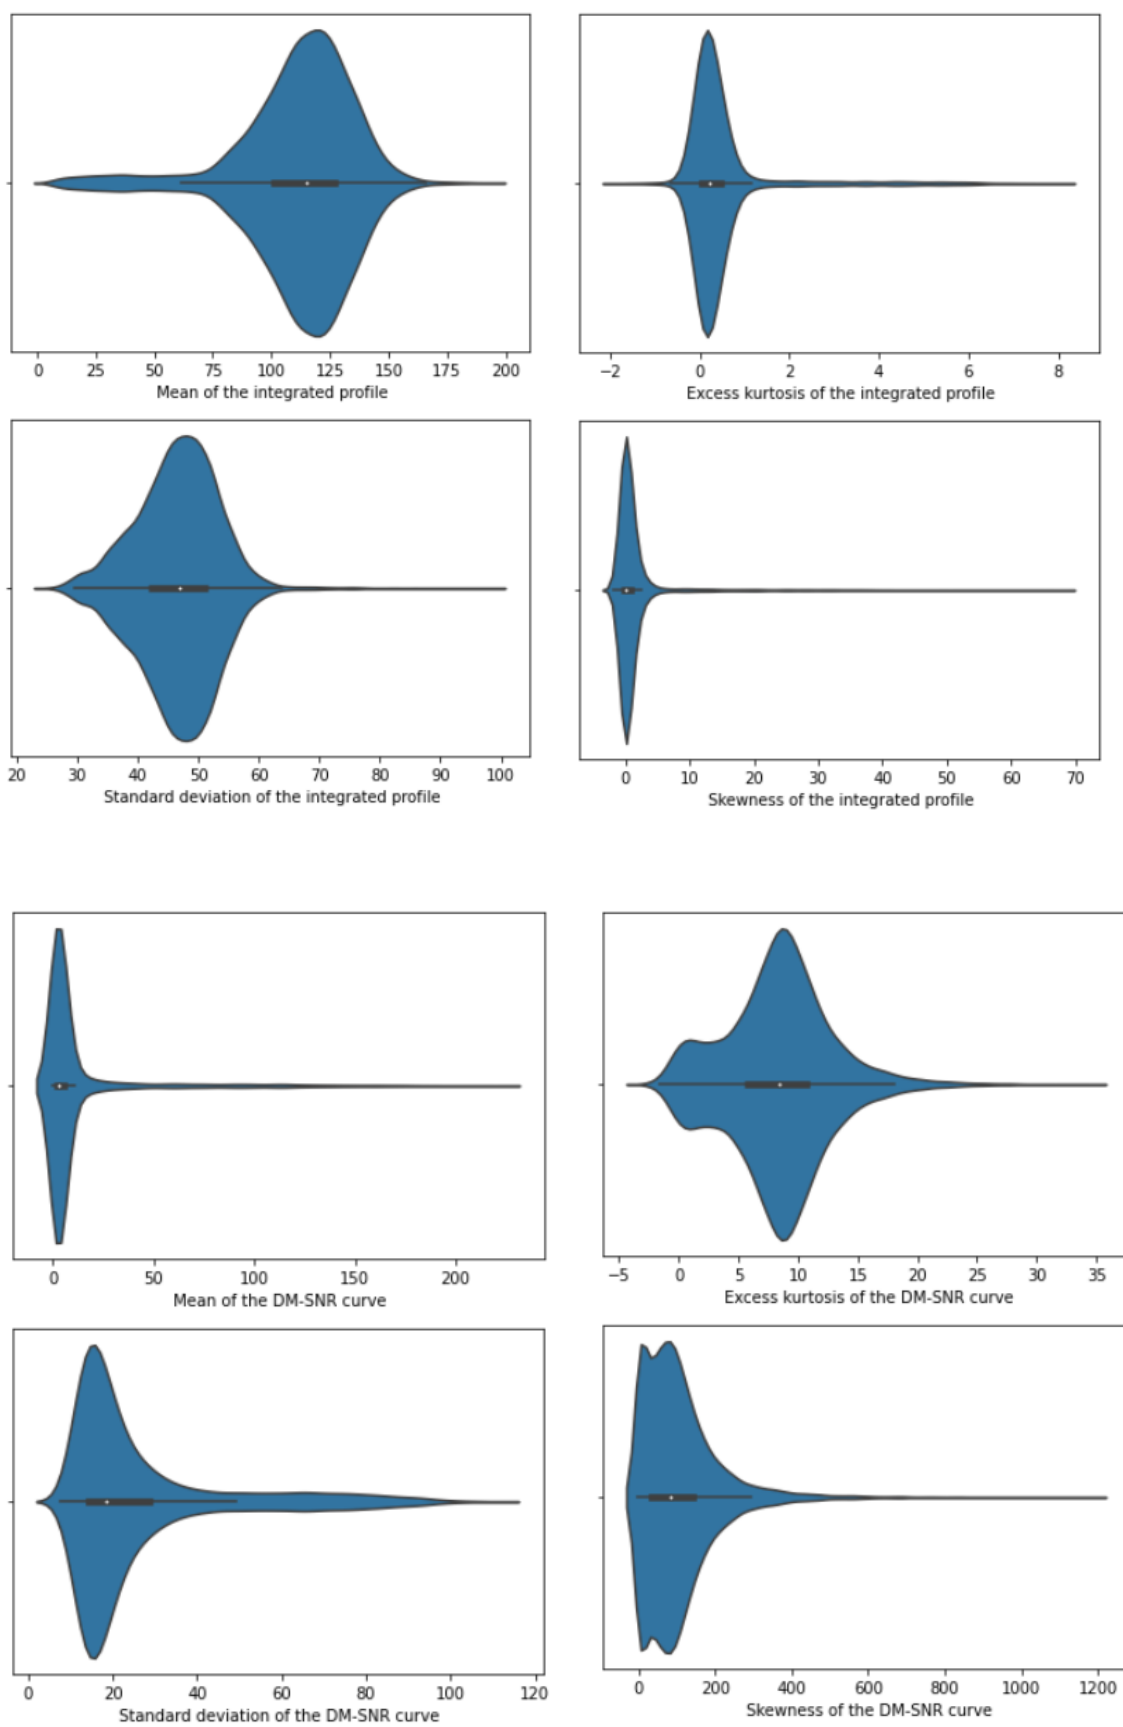 0 25 50 75 100 125 150 175 200
Mean of the integrated profile
−2 0 2 4 6 8
Excess kurtosis of the integrated profile
20 30 40 50 60 70 80 90 100
Standard deviation of the integrated profile
0 10 20 30 40 50 60 70
Skewness of the integrated profile
0 50 100 150 200
Mean of the DM-SNR curve
−5 0 5 10 15 20 25 30 35
Excess kurtosis of the DM-SNR curve
0 20 40 60 80 100 120
Standard deviation of the DM-SNR curve
0 200 400 600 800 1000 1200
Skewness of the DM-SNR curve